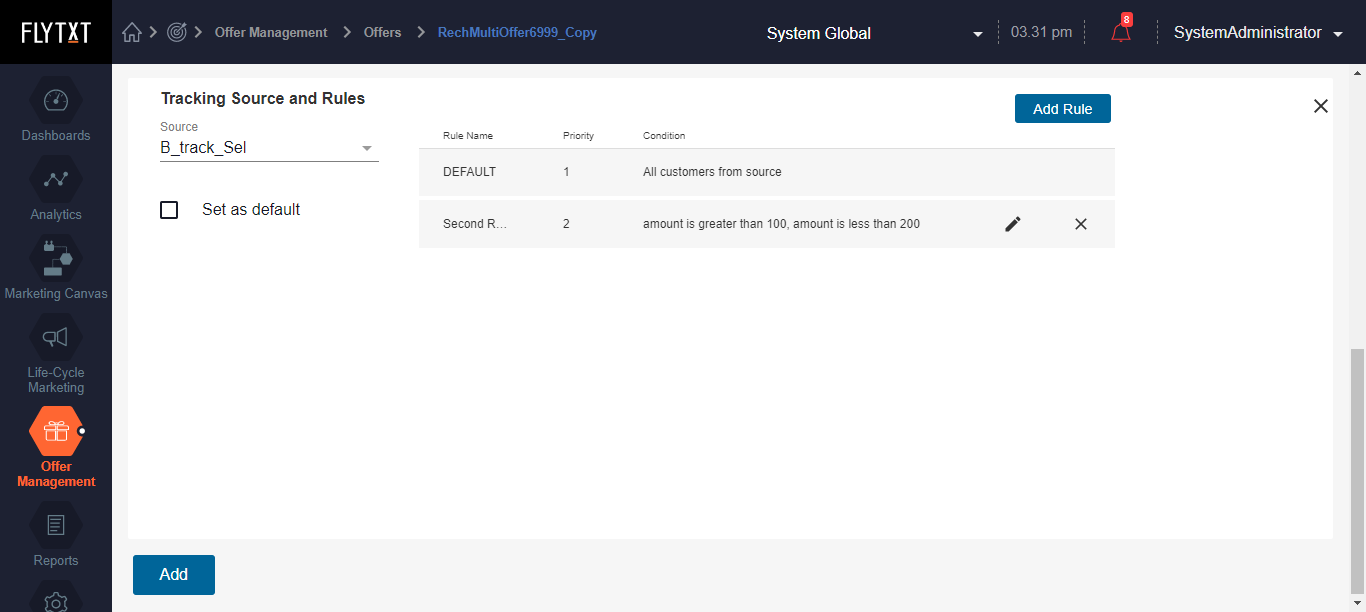 FLYTXT
Offer Management
Offers
RechMultiOffer6999_Copy
System Global
03.31 pm
8
SystemAdministrator
Dashboards
Analytics
Marketing Canvas
Life-Cycle
Marketing
Offer
Management
Reports
Tracking Source and Rules
Source
B_track_Sel
Set as default
Add Rule
Rule Name Priority Condition
DEFAULT 1 All customers from source
Second R... 2 amount is greater than 100, amount is less than 200
Add